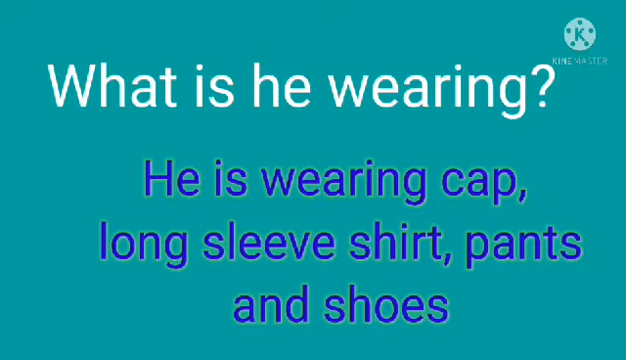 K
KINEMASTER
What is he wearing?
He is wearing cap,
long sleeve shirt, pants
and shoes